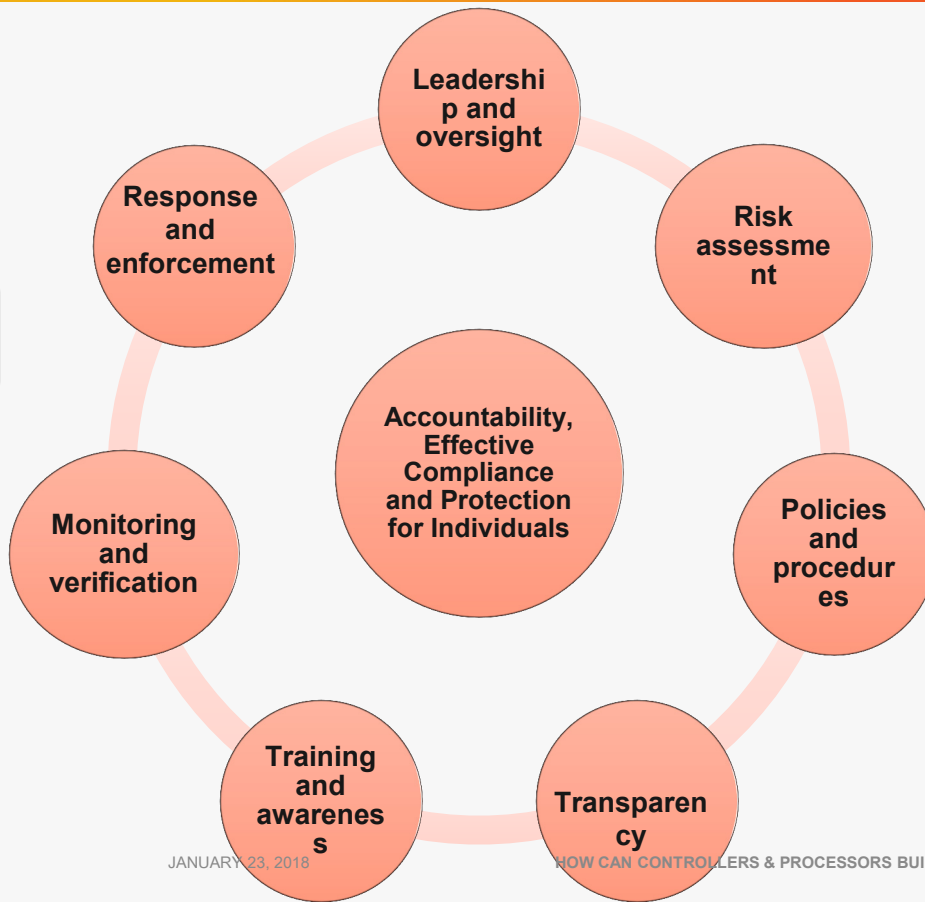 Leadershi
p and
oversight
Risk
assessme
nt
Policies
and
procedur
es
Transparen
cy
Training
and
awarenes
s
Monitoring
and
verification
Response
and
enforcement
Accountability,
Effective
Compliance
and Protection
for Individuals
JANUARY 23, 2018
HOW CAN CONTROLLERS & PROCESSORS BUI